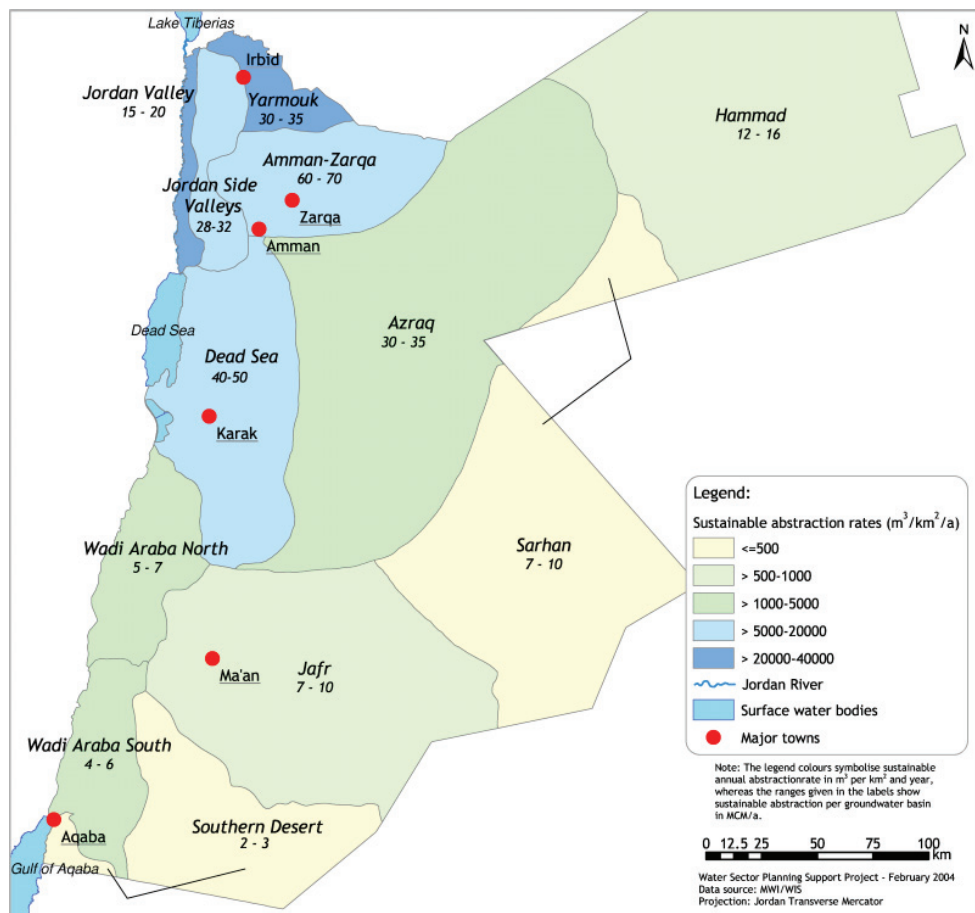 Lake Tiberias
N
Irbid
Jordan Valley
15 - 20
Yarmouk
30 - 35
Hammad
12 - 16
Amman-Zarqa
60 - 70
Jordan Side
Valleys
28-32
Zarqa
Amman
Dead Sea
Azraq
30 - 35
Dead Sea
40-50
Karak
Wadi Araba North
5 - 7
Sarhan
7 - 10
Ma'an
Jafr
7 - 10
Wadi Araba South
4 - 6
Southern Desert
2 - 3
Aqaba
Gulf of Aqaba
Legend:
Sustainable abstraction rates (m³/km²/a)
<=500
> 500-1000
> 1000-5000
> 5000-20000
> 20000-40000
Jordan River
Surface water bodies
Major towns
Note: The legend colours symbolise sustainable
annual abstractionrate in m³ per km² and year,
whereas the ranges given in the labels show
sustainable abstraction per groundwater basin
in MCM/a.
0 12.5 25 50 75 100
km
Water Sector Planning Support Project - February 2004
Data source: MWI/WIS
Projection: Jordan Transverse Mercator